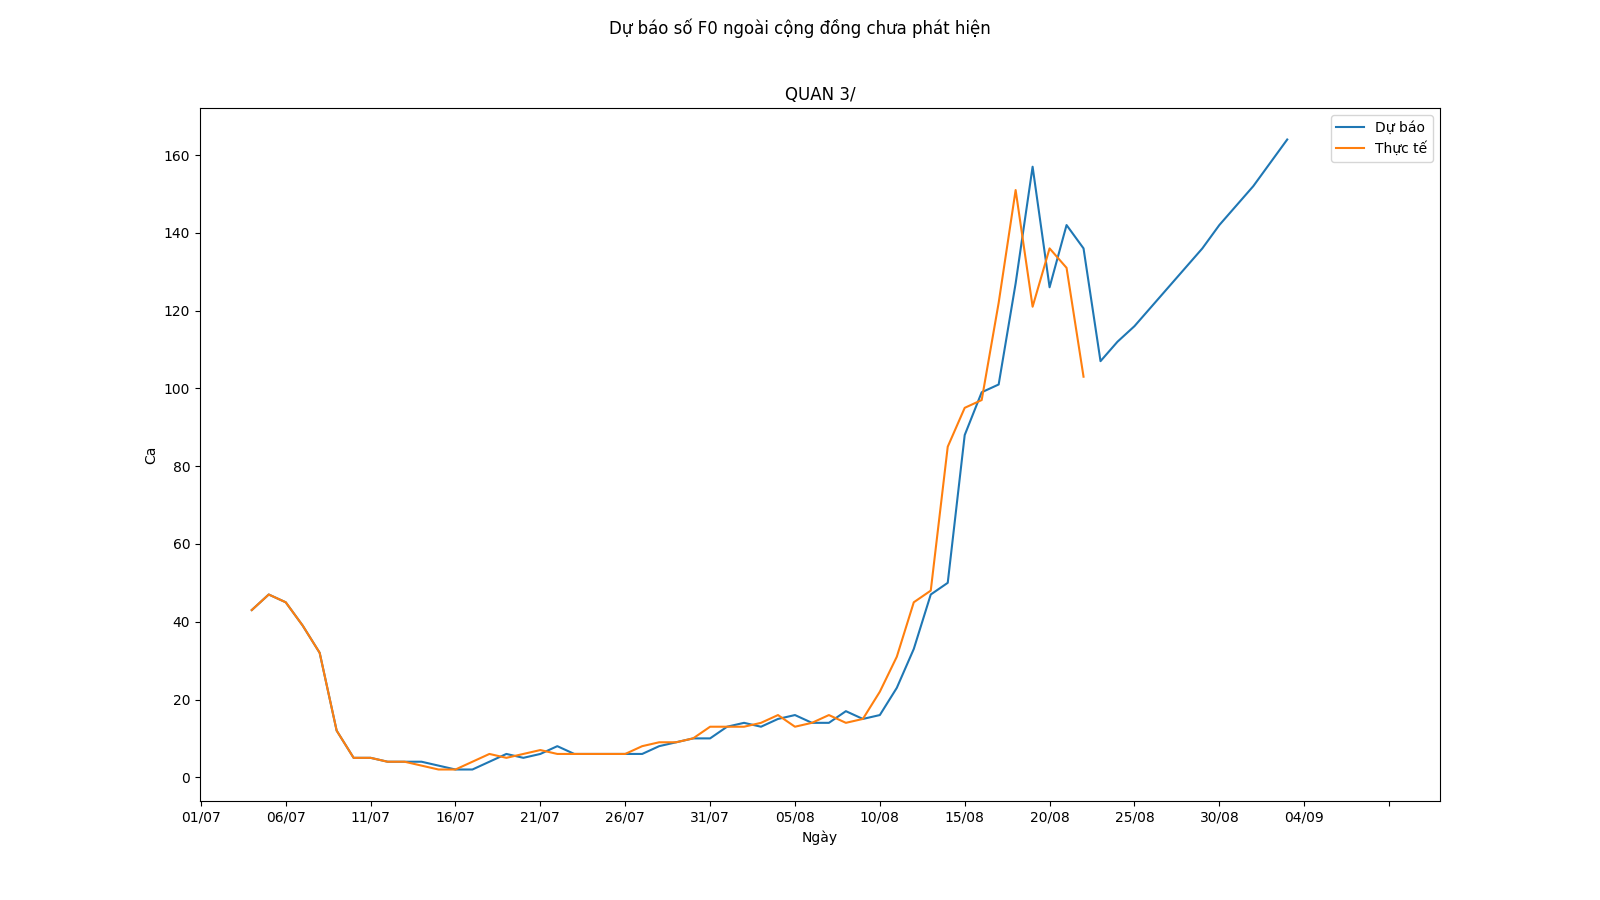 Dự báo số F0 ngoài cộng đồng chưa phát hiện
QUAN 3/
Dự báo
Thực tế
160
140
120
100
80
60
40
20
0
Ca
01/07 06/07 11/07 16/07 21/07 26/07 31/07 05/08 10/08 15/08 20/08 25/08 30/08 04/09
Ngày